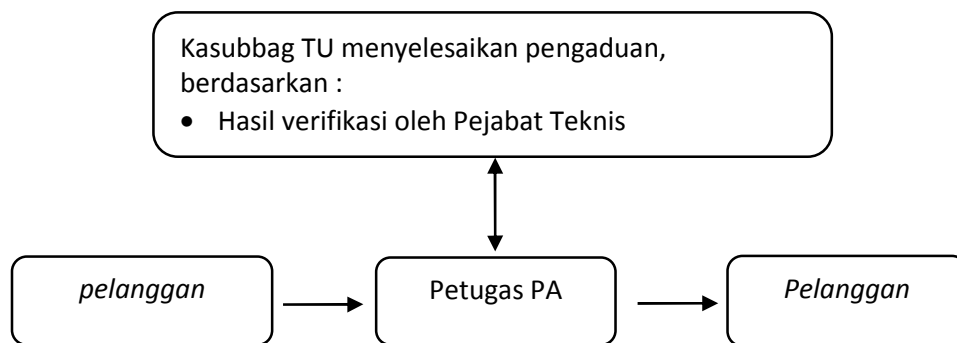 Kasubbag TU menyelesaikan pengaduan,
berdasarkan :
• Hasil verifikasi oleh Pejabat Teknis
pelanggan
Petugas PA
Pelanggan